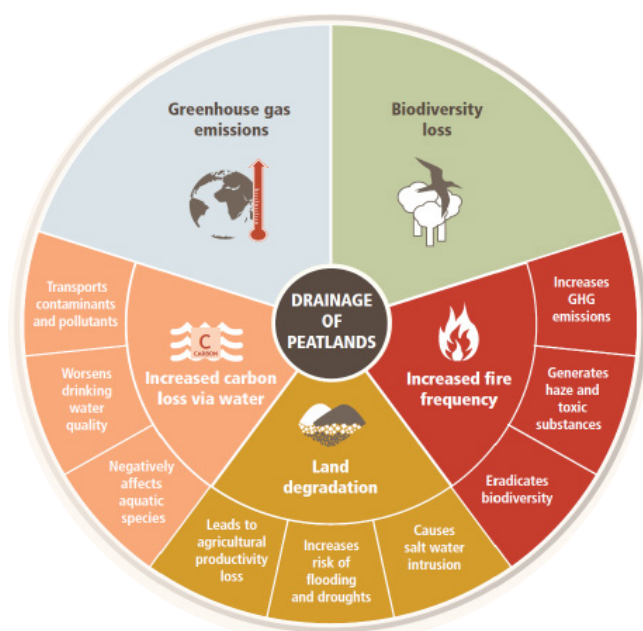 Greenhouse gas
emissions
Biodiversity
loss
DRAINAGE
OF
PEATLANDS
Transports
contaminants
and pollutants
Worsens
drinking
water
quality
Negatively
affects
aquatic
species
C
CARBON
Increased carbon
loss via water
Land
degradation
Leads to
agricultural
productivity
loss
Increases
risk of
flooding
and droughts
Causes
salt water
intrusion
Increased fire
frequency
Increases
GHG
emissions
Generates
haze and
toxic
substances
Eradicates
biodiversity